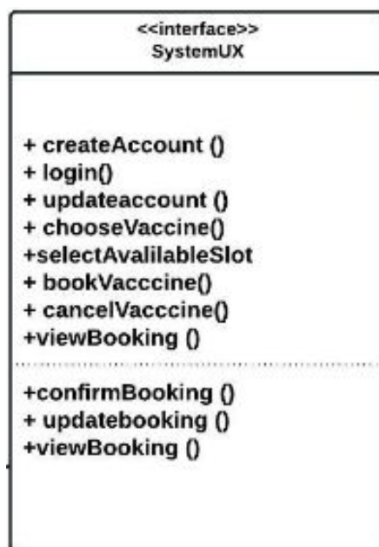 <<interface>>
SystemUX
+ createAccount ()
+ login()
+ updateaccount ()
+ chooseVaccine()
+selectAvalilableSlot
+ bookVacccine()
+ cancelVacccine()
+viewBooking ()
+confirmBooking ()
+ updatebooking ()
+viewBooking ()